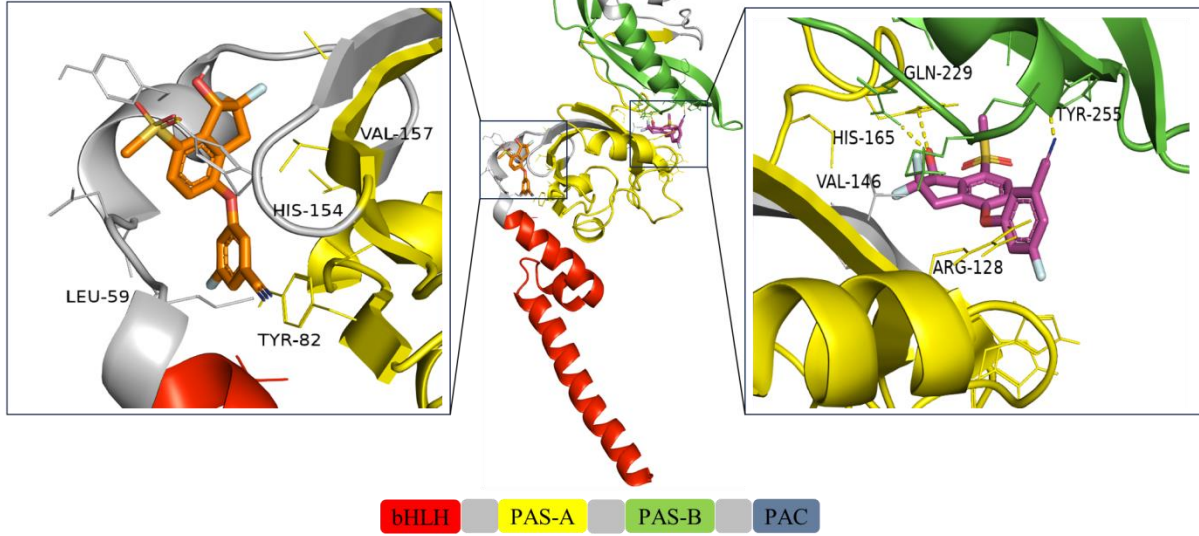 VAL-157
HIS-154
LEU-59
TYR-82
GLN-229
TYR-255
HIS-165
VAL-146
ARG-128
bHLH PAS-A PAS-B PAC